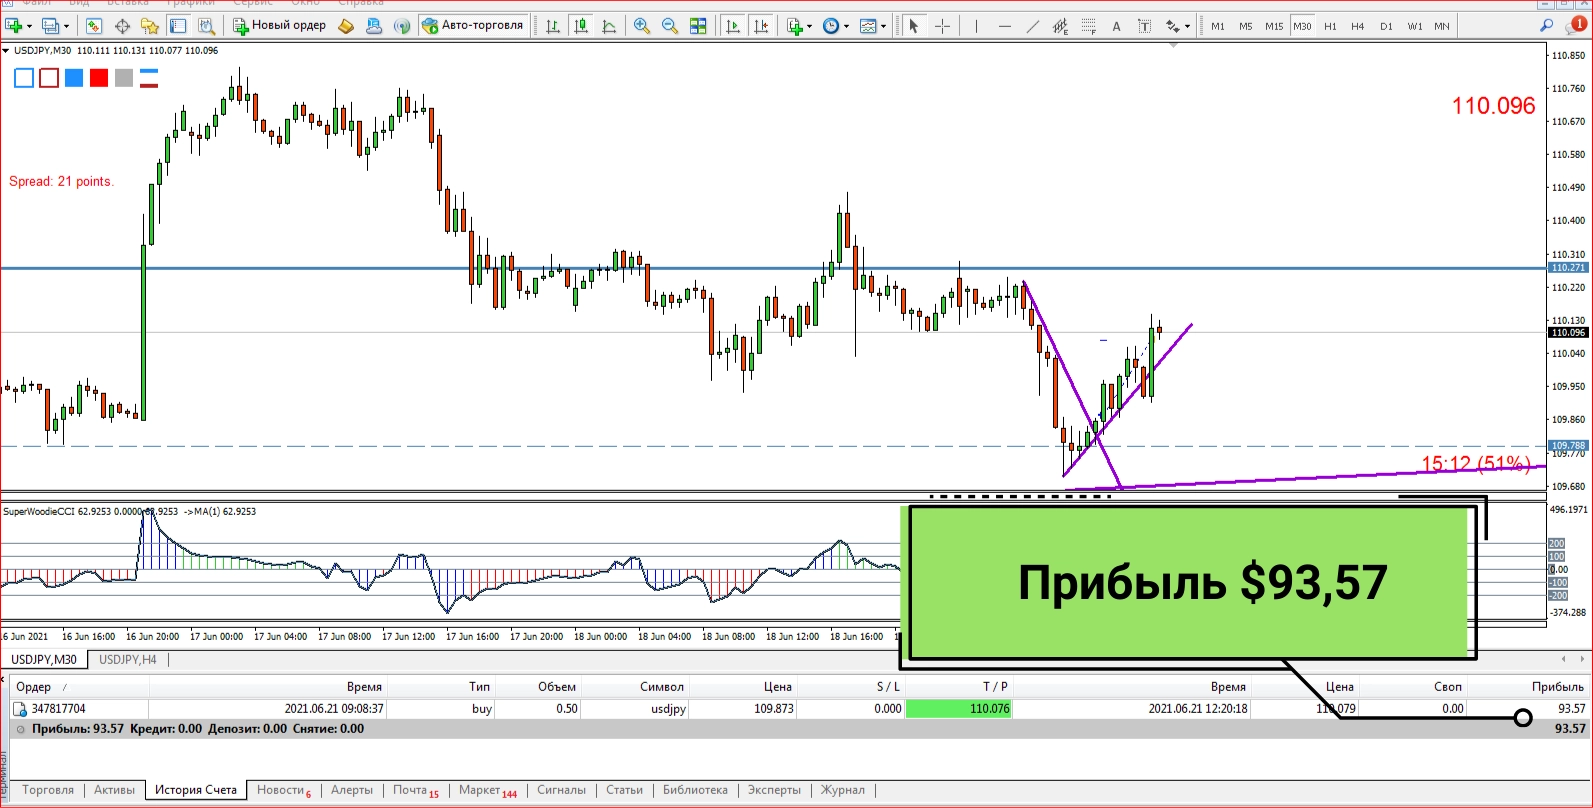 Файл Вид Вставка Графики Сервис Окно Справка
Новый ордер Авто-торговля A T M1 M5 M15 M30 H1 H4 D1 W1 MN 1
USDJPY,M30 110.111 110.131 110.077 110.096
110.096
Spread: 21 points.
110.850
110.760
110.670
110.580
110.490
110.400
110.310
110.271
110.220
110.130
110.096
110.040
109.950
109.860
109.788
109.770
109.680
15:12 (51%)
SuperWoodieCCI 62.9253 0.0000 62.9253 ->MA(1) 62.9253
496.1971
200
100
0.00
-100
-200
-374.288
Прибыль $93,57
16 Jun 2021 16 Jun 16:00 16 Jun 20:00 17 Jun 00:00 17 Jun 04:00 17 Jun 08:00 17 Jun 12:00 17 Jun 16:00 17 Jun 20:00 18 Jun 00:00 18 Jun 04:00 18 Jun 08:00 18 Jun 12:00 18 Jun 16:00
USDJPY,M30 USDJPY,H4
Ордер / Время Тип Объем Символ Цена S / L T / P Время Цена Своп Прибыль
347817704 2021.06.21 09:08:37 buy 0.50 usdjpy 109.873 0.000 110.076 2021.06.21 12:20:18 110.079 0.00 93.57
Прибыль: 93.57 Кредит: 0.00 Депозит: 0.00 Снятие: 0.00 93.57
Терминал
Торговля Активы История Счета Новости 6 Алерты Почта 15 Маркет 144 Сигналы Статьи Библиотека Эксперты Журнал